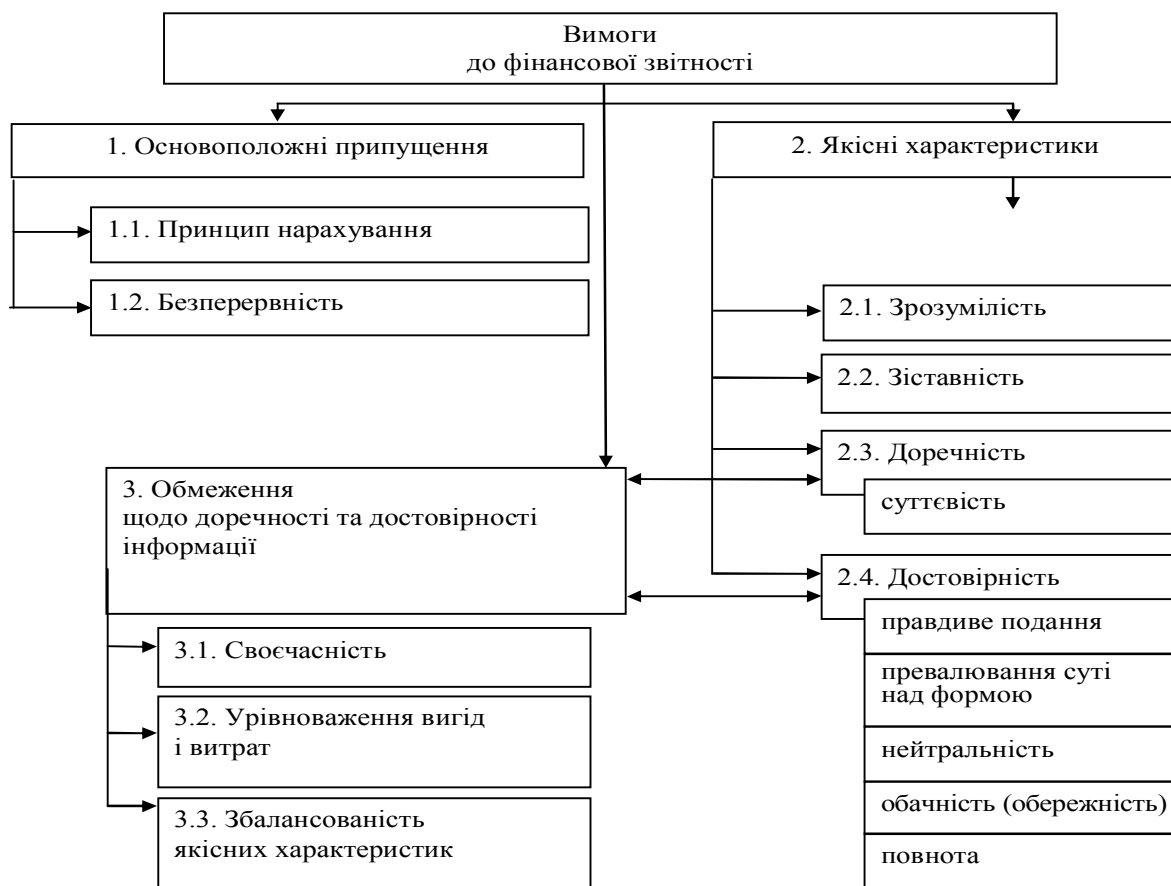 Вимоги
до фінансової звітності
1. Основоположні припущення
1.1. Принцип нарахування
1.2. Безперервність
2. Якісні характеристики
2.1. Зрозумілість
2.2. Зіставність
2.3. Доречність
суттєвість
2.4. Достовірність
правдиве подання
превалювання суті
над формою
нейтральність
обачність (обережність)
повнота
3. Обмеження
щодо доречності та достовірності
інформації
3.1. Своєчасність
3.2. Урівноваження вигід
і витрат
3.3. Збалансованість
якісних характеристик